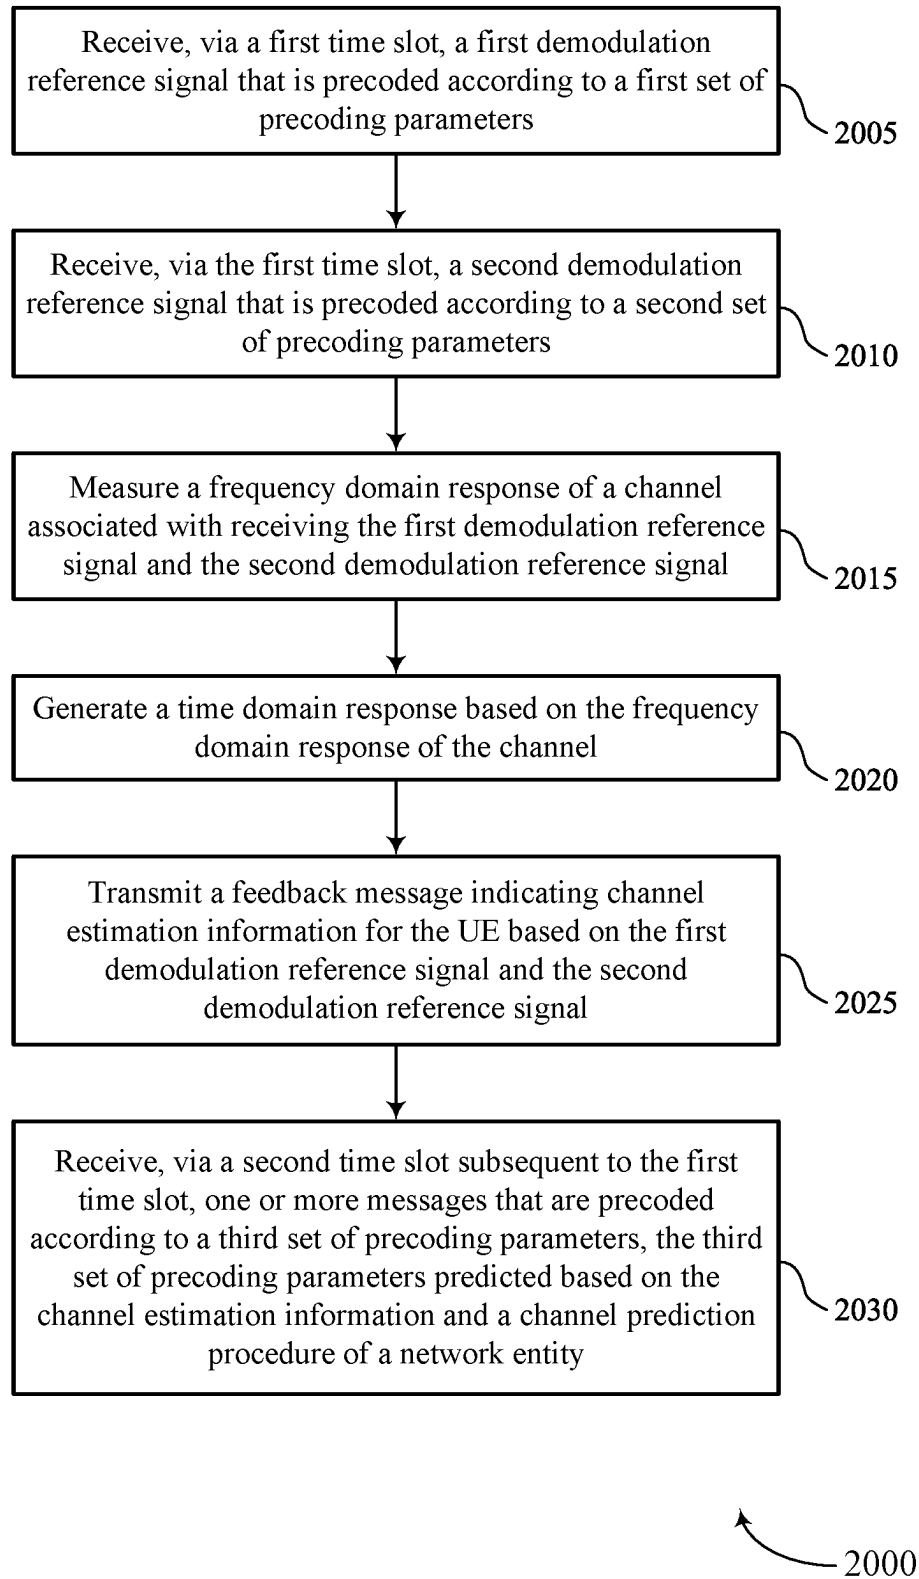 Receive, via a first time slot, a first demodulation
reference signal that is precoded according to a first set of
precoding parameters
2005
Receive, via the first time slot, a second demodulation
reference signal that is precoded according to a second set
of precoding parameters
2010
Measure a frequency domain response of a channel
associated with receiving the first demodulation reference
signal and the second demodulation reference signal
2015
Generate a time domain response based on the frequency
domain response of the channel
2020
Transmit a feedback message indicating channel
estimation information for the UE based on the first
demodulation reference signal and the second
demodulation reference signal
2025
Receive, via a second time slot subsequent to the first
time slot, one or more messages that are precoded
according to a third set of precoding parameters, the third
set of precoding parameters predicted based on the
channel estimation information and a channel prediction
procedure of a network entity
2030
2000